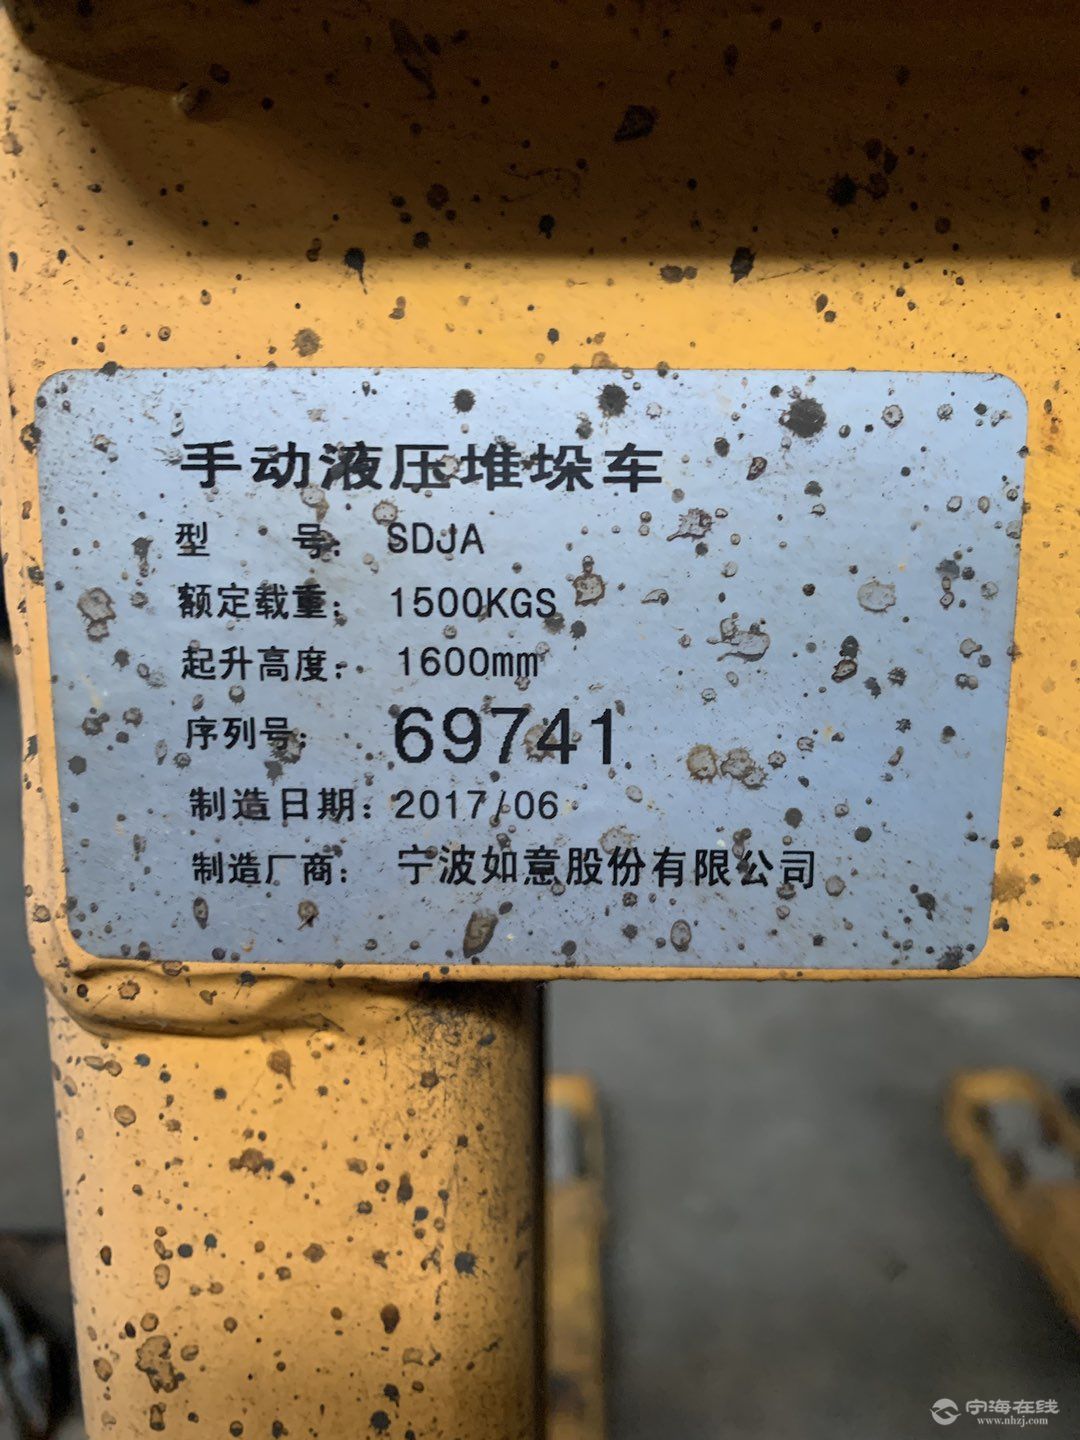 手动液压堆垛车
型 号: SDJA
额定载重: 1500KGS
起升高度: 1600mm
序列号: 69741
制造日期: 2017/06
制造厂商: 宁波如意股份有限公司
宁海在线
www.nhzj.com